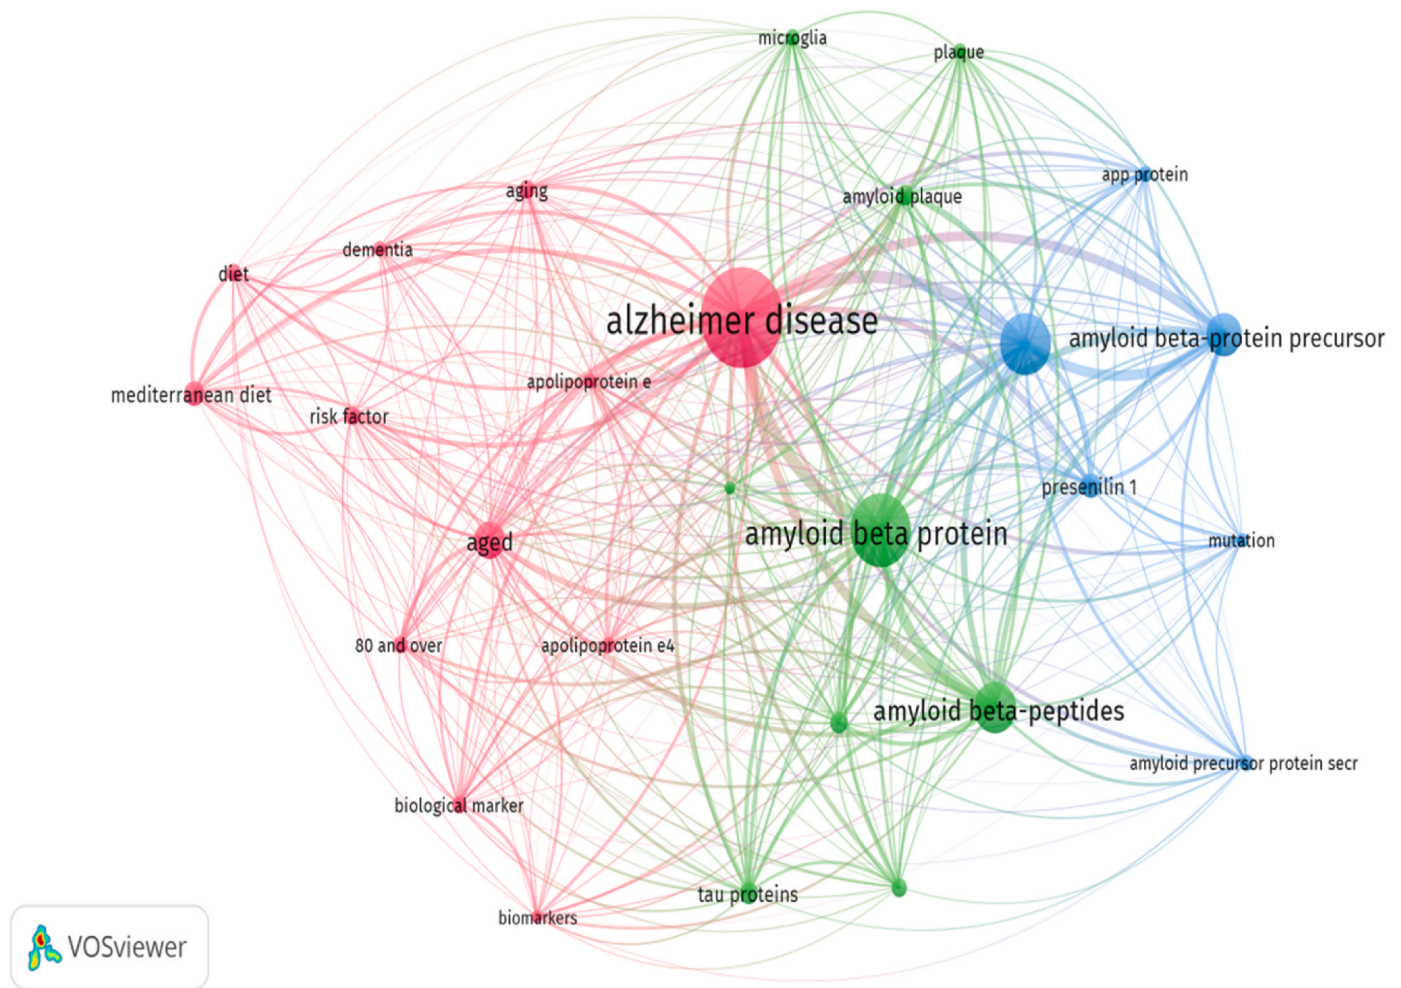 microglia
plaque
app protein
aging
amyloid plaque
dementia
diet
alzheimer disease
amyloid beta-protein precursor
apolipoprotein e
mediterranean diet
risk factor
presenilin 1
amyloid beta protein
aged
mutation
80 and over
apolipoprotein e4
amyloid beta-peptides
amyloid precursor protein secr
biological marker
tau proteins
biomarkers
VOSviewer